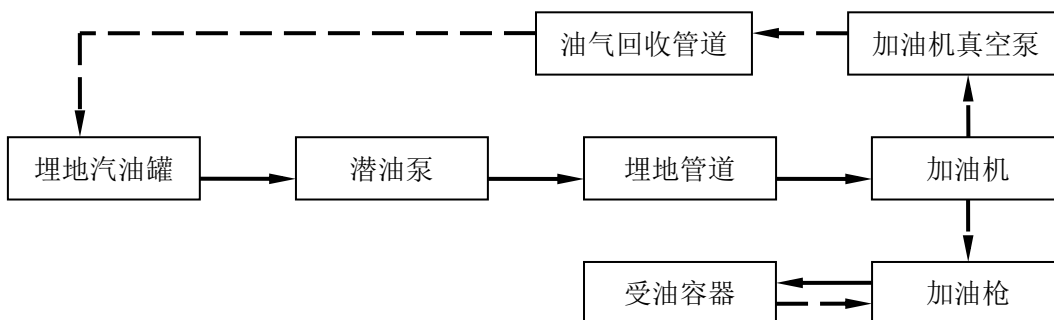 油气回收管道
加油机真空泵
埋地汽油罐
潜油泵
埋地管道
加油机
受油容器
加油枪